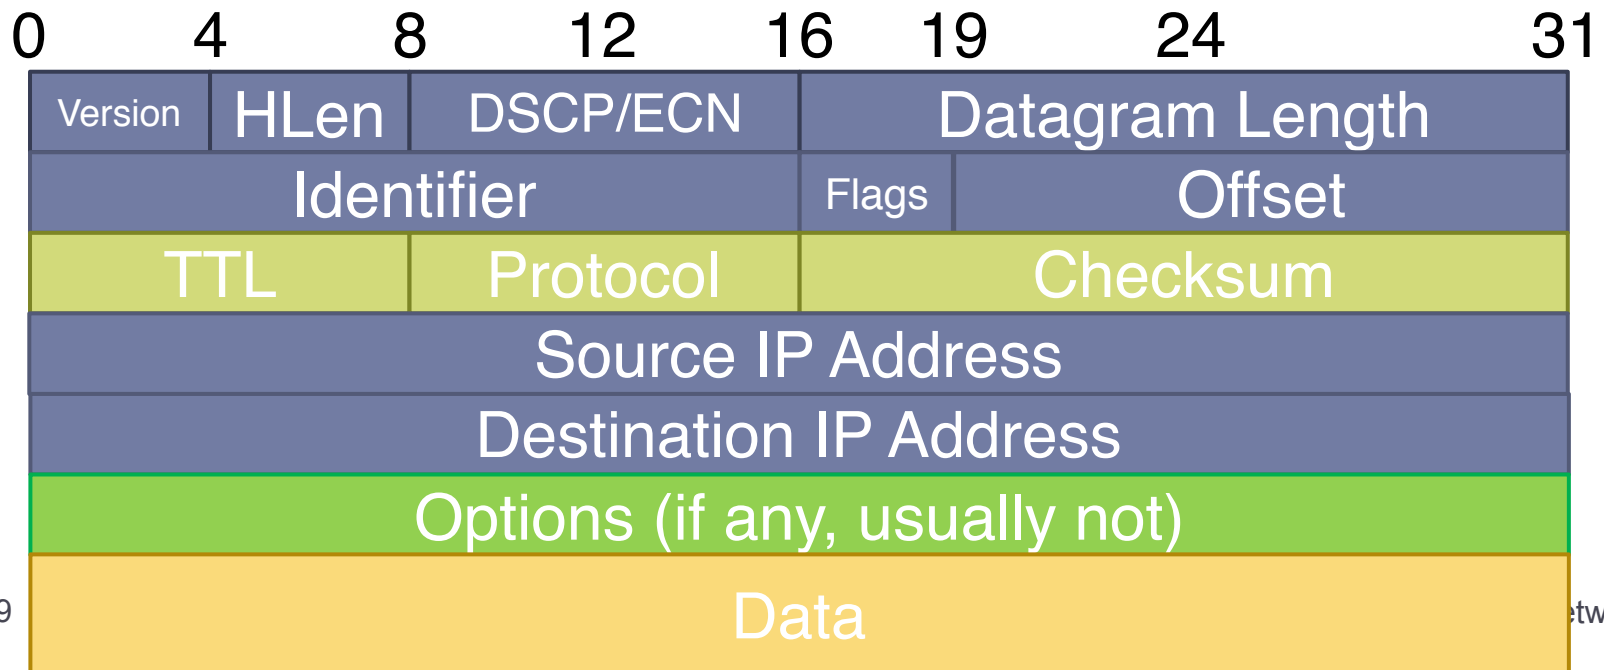 0 4 8 12 16 19 24 31
Version HLen DSCP/ECN Datagram Length
Identifier Flags Offset
TTL Protocol Checksum
Source IP Address
Destination IP Address
Options (if any, usually not)
Data
9